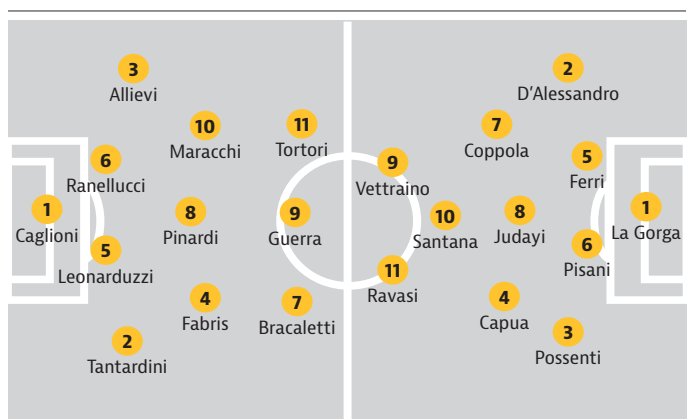 3
Allievi
10
Maracchi
11
Tortori
6
Ranellucci
1
Caglioni
8
Pinardi
9
Guerra
5
Leonarduzzi
4
Fabris
7
Bracaletti
2
Tantardini
2
D'Alessandro
7
Coppola
9
Vettraino
5
Ferri
10
Santana
8
Judayi
1
La Gorga
6
Pisani
11
Ravasi
4
Capua
3
Possenti